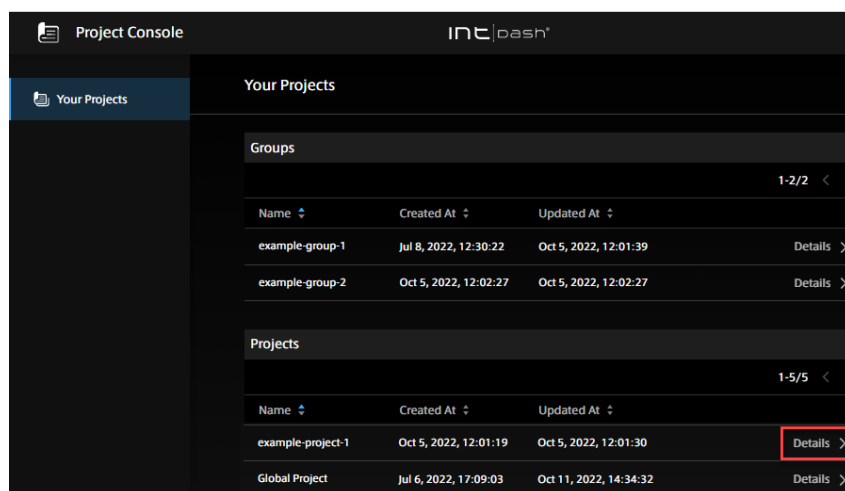 Project Console
intdash®
Your Projects
Your Projects
Groups
1-2/2
Name Created At Updated At
example-group-1 Jul 8, 2022, 12:30:22 Oct 5, 2022, 12:01:39 Details
example-group-2 Oct 5, 2022, 12:02:27 Oct 5, 2022, 12:02:27 Details
Projects
1-5/5
Name Created At Updated At
example-project-1 Oct 5, 2022, 12:01:19 Oct 5, 2022, 12:01:30 Details
Global Project Jul 6, 2022, 17:09:03 Oct 11, 2022, 14:34:32 Details